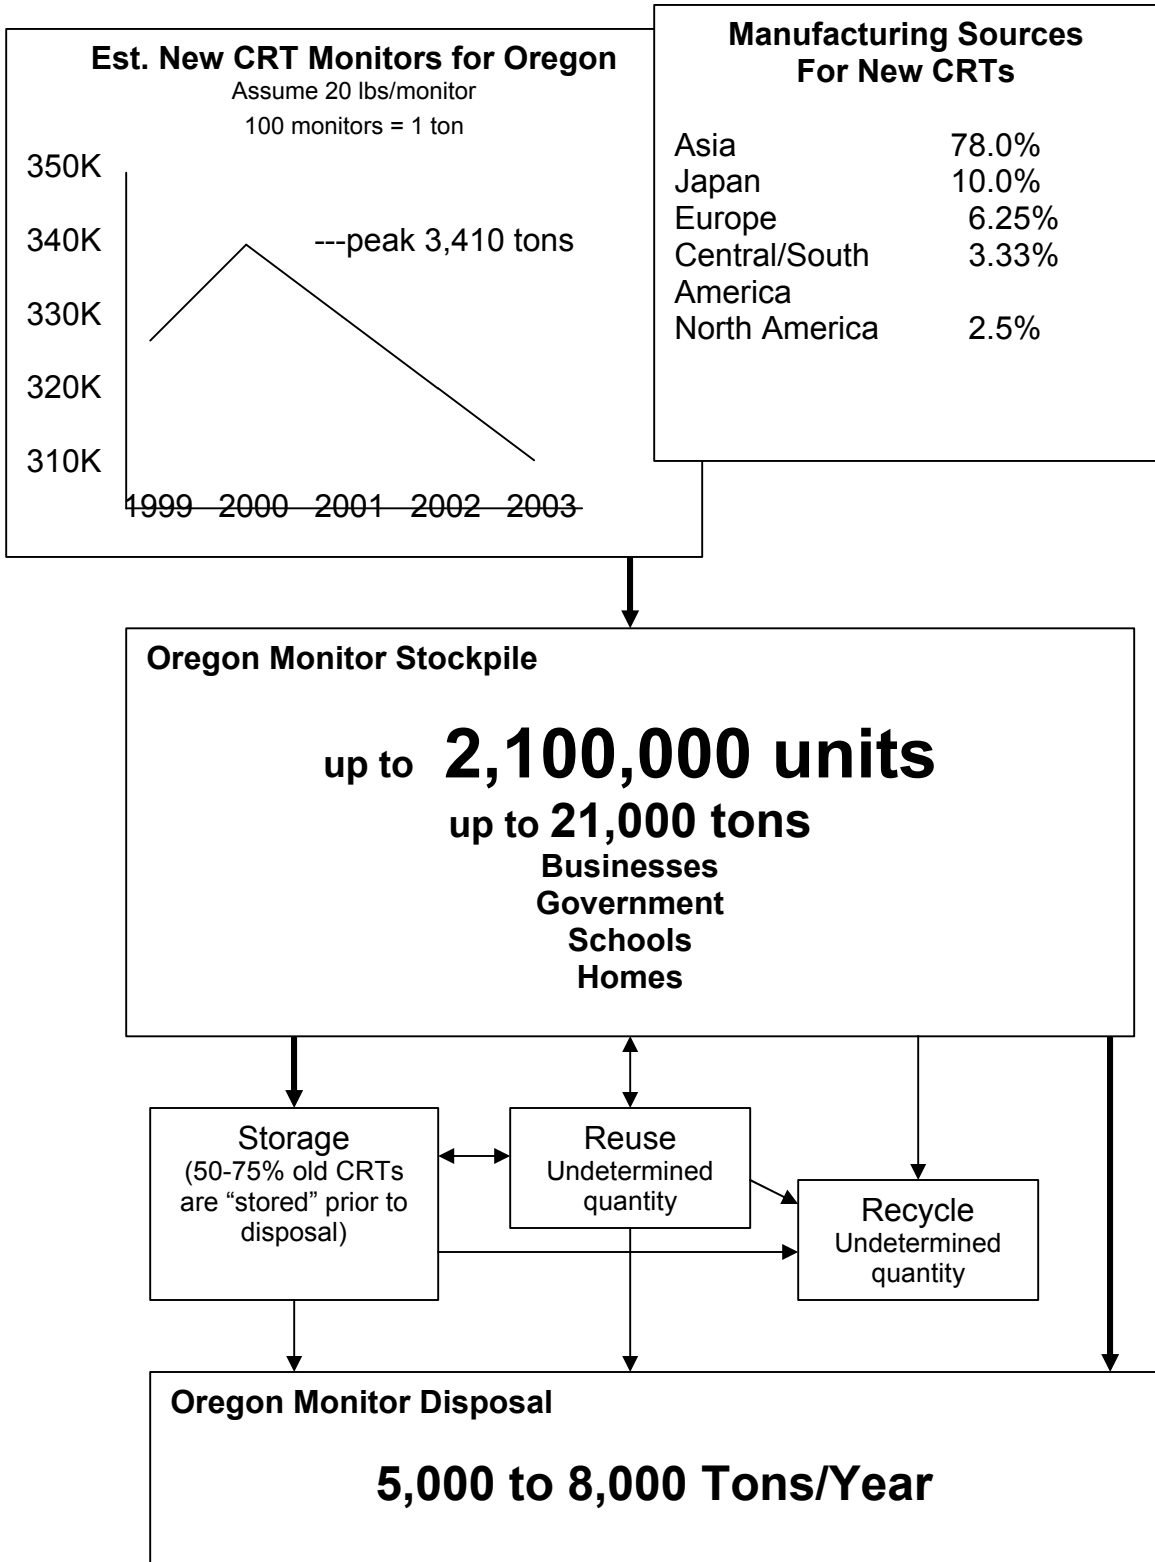 Est. New CRT Monitors for Oregon
Assume 20 lbs/monitor
100 monitors = 1 ton
350K
340K
---peak 3,410 tons
330K
320K
310K
1999 2000 2001 2002 2003
Manufacturing Sources
For New CRTs
Asia 78.0%
Japan 10.0%
Europe 6.25%
Central/South 3.33%
America
North America 2.5%
Oregon Monitor Stockpile
up to 2,100,000 units
up to 21,000 tons
Businesses
Government
Schools
Homes
Storage
(50-75% old CRTs
are “stored” prior to
disposal)
Reuse
Undetermined
quantity
Recycle
Undetermined
quantity
Oregon Monitor Disposal
5,000 to 8,000 Tons/Year